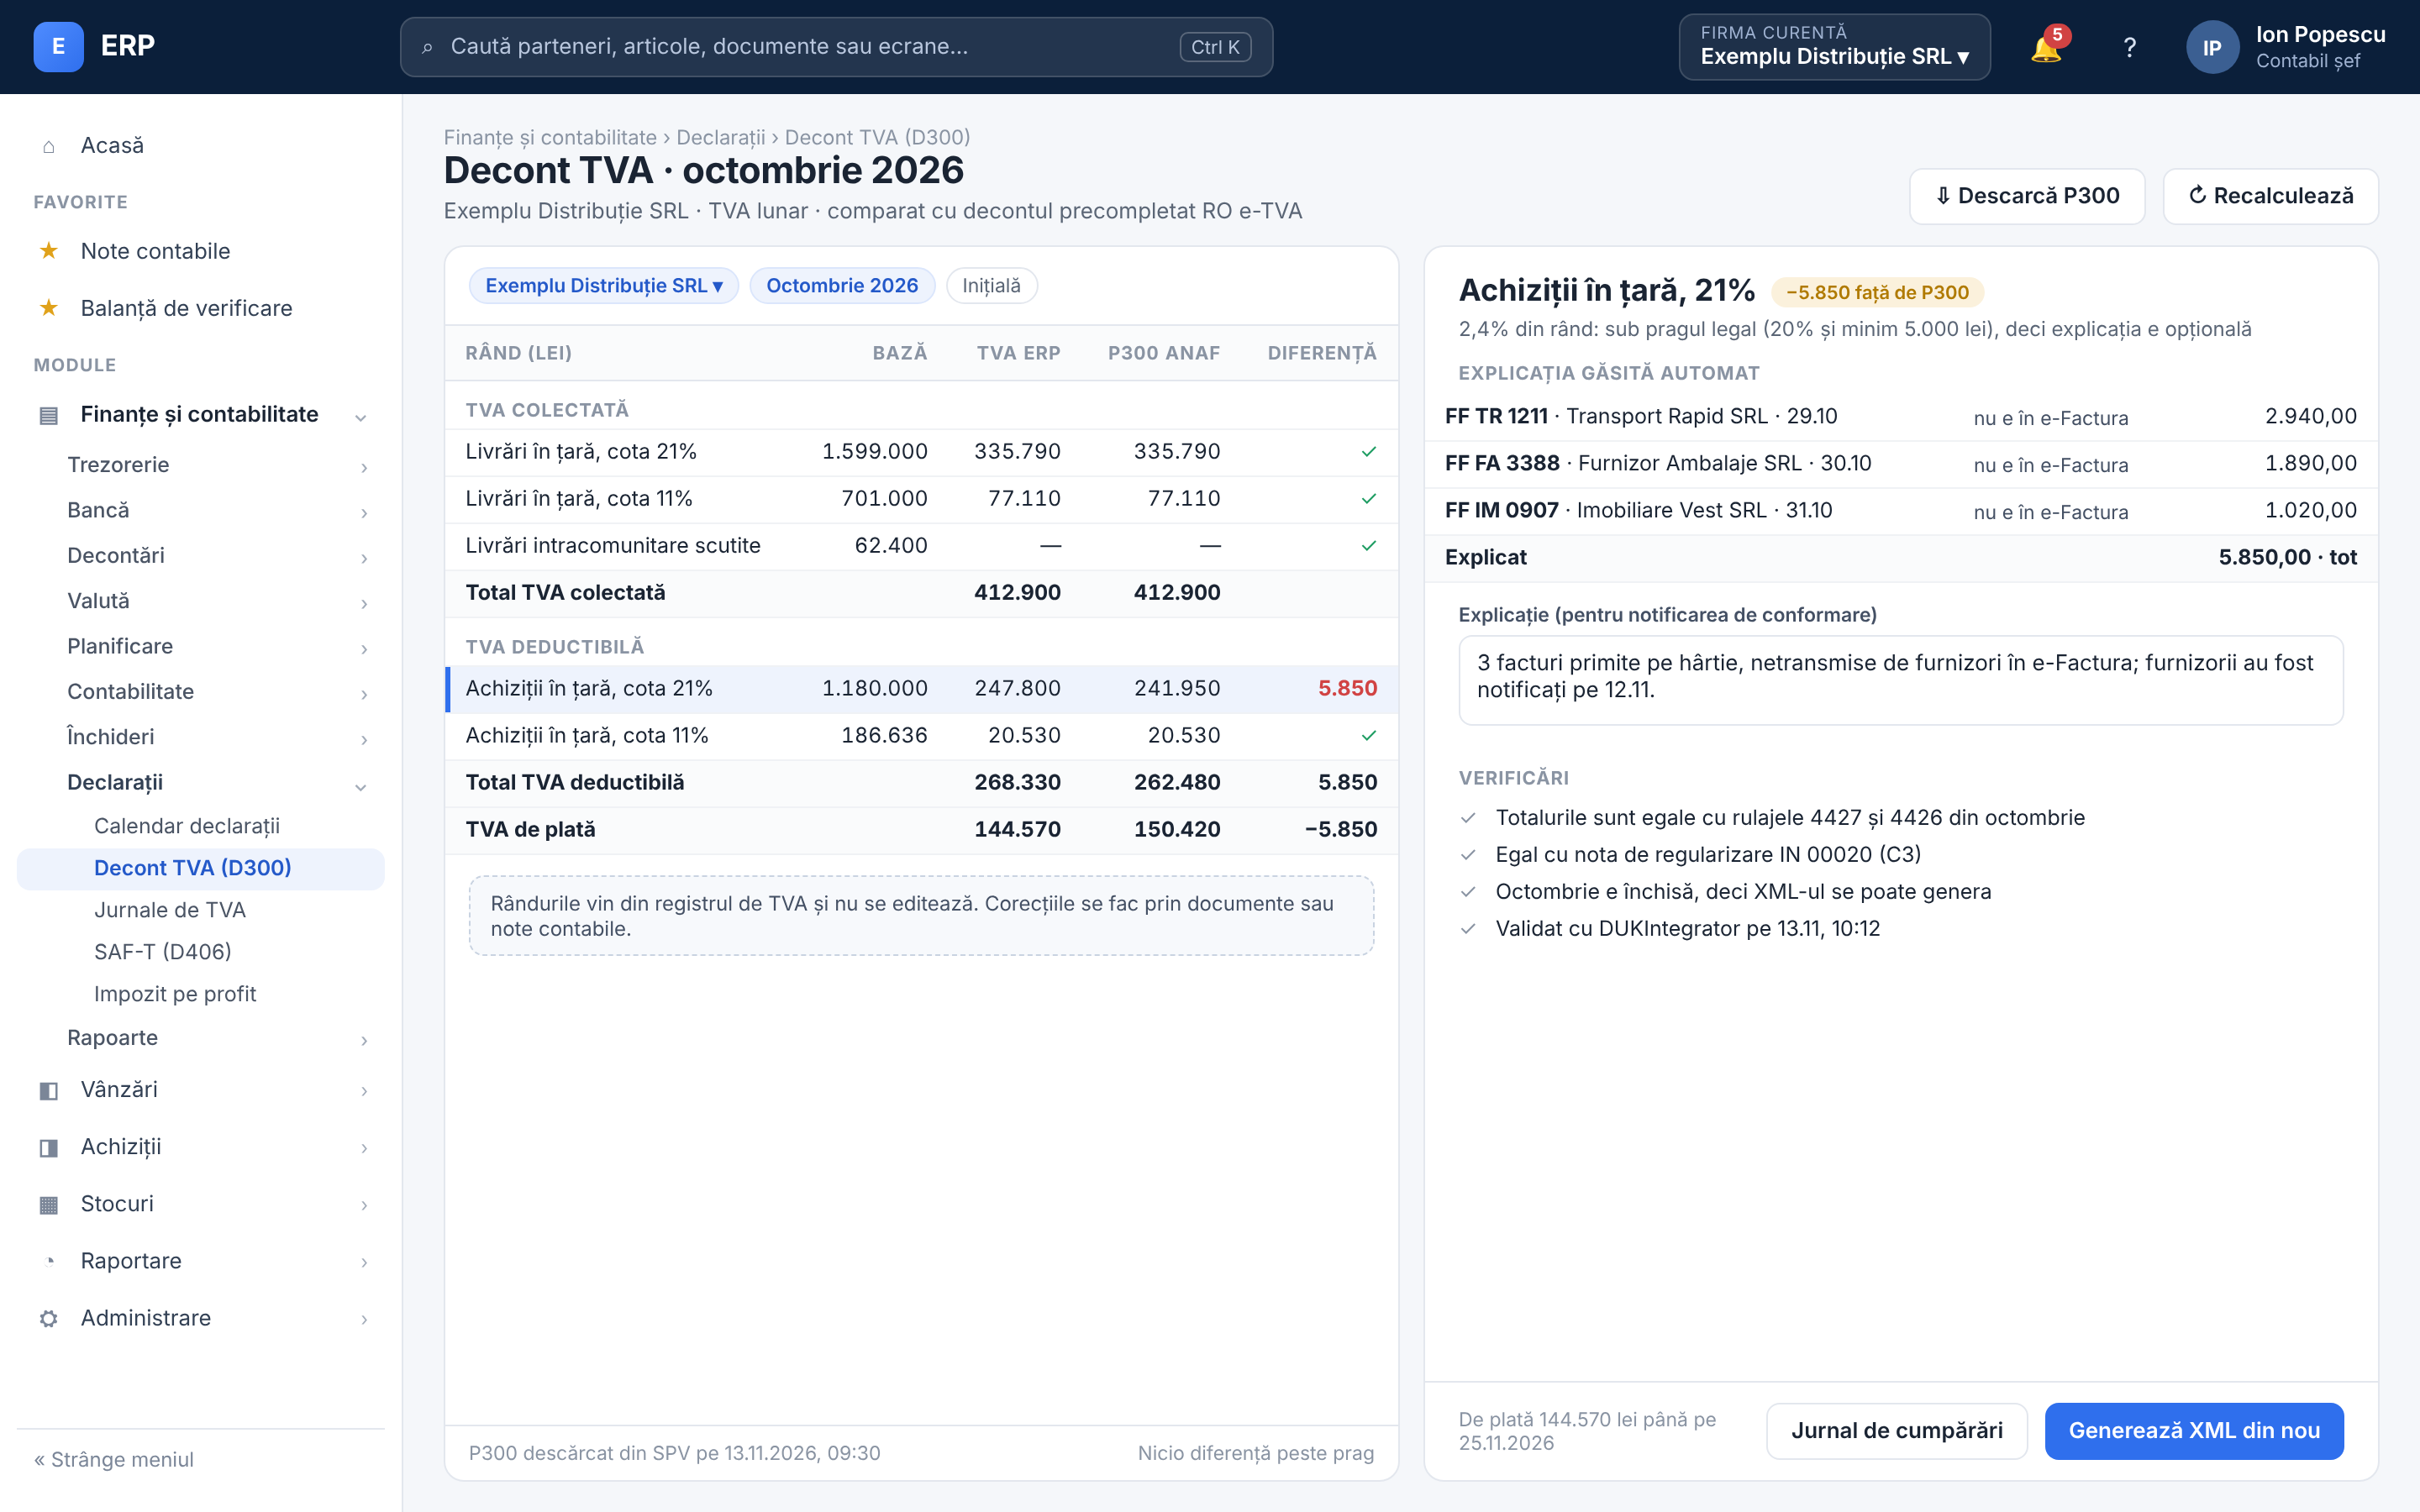 E ERP
Caută parteneri, articole, documente sau ecrane... Ctrl K
FIRMA CURENTĂ
Exemplu Distribuție SRL ▾
5
?
IP
Ion Popescu
Contabil șef
Acasă
FAVORITE
★ Note contabile
★ Balanță de verificare
MODULE
Finanțe și contabilitate
Trezorerie
Bancă
Decontări
Valută
Planificare
Contabilitate
Închideri
Declarații
Calendar declarații
Decont TVA (D300)
Jurnale de TVA
SAF-T (D406)
Impozit pe profit
Rapoarte
Vânzări
Achiziții
Stocuri
Raportare
Administrare
« Strânge meniul
Finanțe și contabilitate › Declarații › Decont TVA (D300)
Decont TVA · octombrie 2026
Exemplu Distribuție SRL · TVA lunar · comparat cu decontul precompletat RO e-TVA
⇩ Descarcă P300
↻ Recalculează
Exemplu Distribuție SRL ▾ Octombrie 2026 Inițială
RÂND (LEI) BAZĂ TVA ERP P300 ANAF DIFERENȚĂ
TVA COLECTATĂ
Livrări în țară, cota 21% 1.599.000 335.790 335.790 ✓
Livrări în țară, cota 11% 701.000 77.110 77.110 ✓
Livrări intracomunitare scutite 62.400 — — ✓
Total TVA colectată 412.900 412.900
TVA DEDUCTIBILĂ
Achiziții în țară, cota 21% 1.180.000 247.800 241.950 5.850
Achiziții în țară, cota 11% 186.636 20.530 20.530 ✓
Total TVA deductibilă 268.330 262.480 5.850
TVA de plată 144.570 150.420 −5.850
Rândurile vin din registrul de TVA și nu se editează. Corecțiile se fac prin documente sau
note contabile.
P300 descărcat din SPV pe 13.11.2026, 09:30 Nicio diferență peste prag
Achiziții în țară, 21% −5.850 față de P300
2,4% din rând: sub pragul legal (20% și minim 5.000 lei), deci explicația e opțională
EXPLICAȚIA GĂSITĂ AUTOMAT
FF TR 1211 · Transport Rapid SRL · 29.10 nu e în e-Factura 2.940,00
FF FA 3388 · Furnizor Ambalaje SRL · 30.10 nu e în e-Factura 1.890,00
FF IM 0907 · Imobiliare Vest SRL · 31.10 nu e în e-Factura 1.020,00
Explicat 5.850,00 · tot
Explicație (pentru notificarea de conformare)
3 facturi primite pe hârtie, netransmise de furnizori în e-Factura; furnizorii au fost
notificați pe 12.11.
VERIFICĂRI
✓ Totalurile sunt egale cu rulajele 4427 și 4426 din octombrie
✓ Egal cu nota de regularizare IN 00020 (C3)
✓ Octombrie e închisă, deci XML-ul se poate genera
✓ Validat cu DUKIntegrator pe 13.11, 10:12
De plată 144.570 lei până pe
25.11.2026
Jurnal de cumpărări
Generează XML din nou